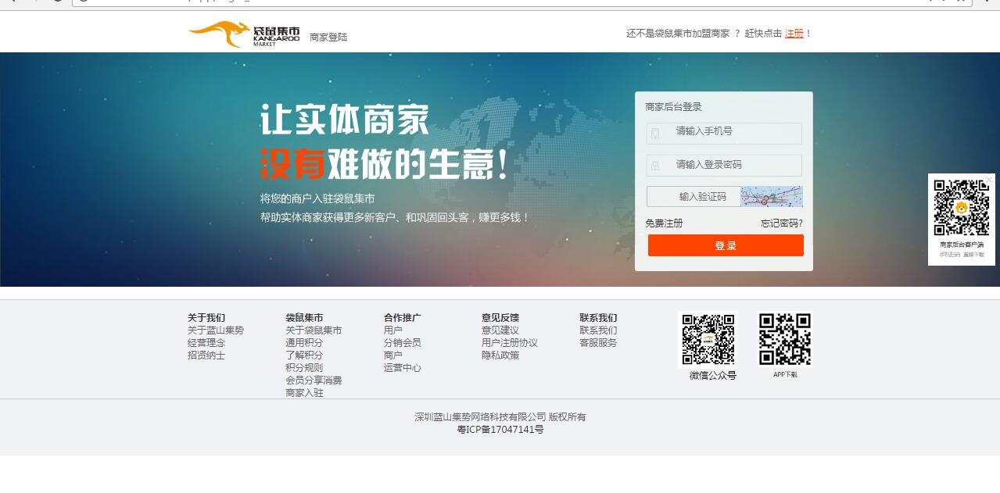 袋鼠集市
KANGAROO
MARKET
商家登陆
还不是袋鼠集市加盟商家 ？ 赶快点击 注册！
让实体商家
没有难做的生意!
将您的商户入驻袋鼠集市
帮助实体商家获得更多新客户、和巩固回头客，赚更多钱！
商家后台登录
请输入手机号
请输入登录密码
输入验证码
免费注册
忘记密码?
登 录
商家后台客户端
手机扫码 直接下载
关于我们
关于蓝山集势
经营理念
招贤纳士
袋鼠集市
关于袋鼠集市
通用积分
了解积分
积分规则
会员分享消费
商家入驻
合作推广
用户
分销会员
商户
运营中心
意见反馈
意见建议
用户注册协议
隐私政策
联系我们
联系我们
客服服务
微信公众号
APP下载
深圳蓝山集势网络科技有限公司 版权所有
粤ICP备17047141号